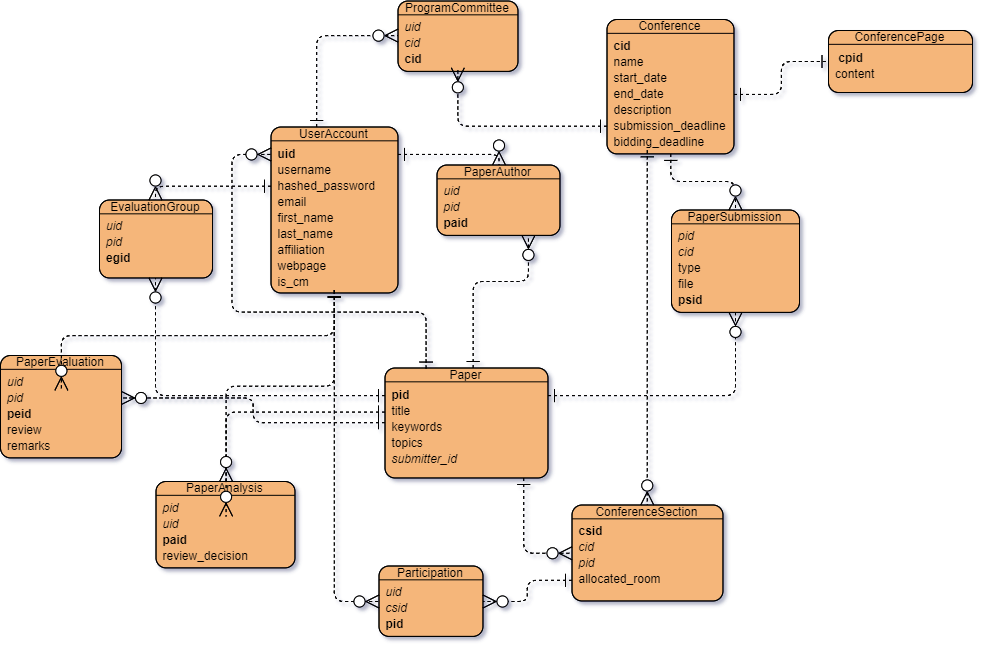 ProgramCommittee
uid
cid
cid
Conference
cid
name
start_date
end_date
description
submission_deadline
bidding_deadline
ConferencePage
cpid
content
UserAccount
uid
username
hashed_password
email
first_name
last_name
affiliation
webpage
is_cm
PaperAuthor
uid
pid
paid
EvaluationGroup
uid
pid
egid
PaperSubmission
pid
cid
type
file
psid
PaperEvaluation
uid
pid
peid
review
remarks
Paper
pid
title
keywords
topics
submitter_id
PaperAnalysis
pid
uid
paid
review_decision
ConferenceSection
csid
cid
pid
allocated_room
Participation
uid
csid
pid